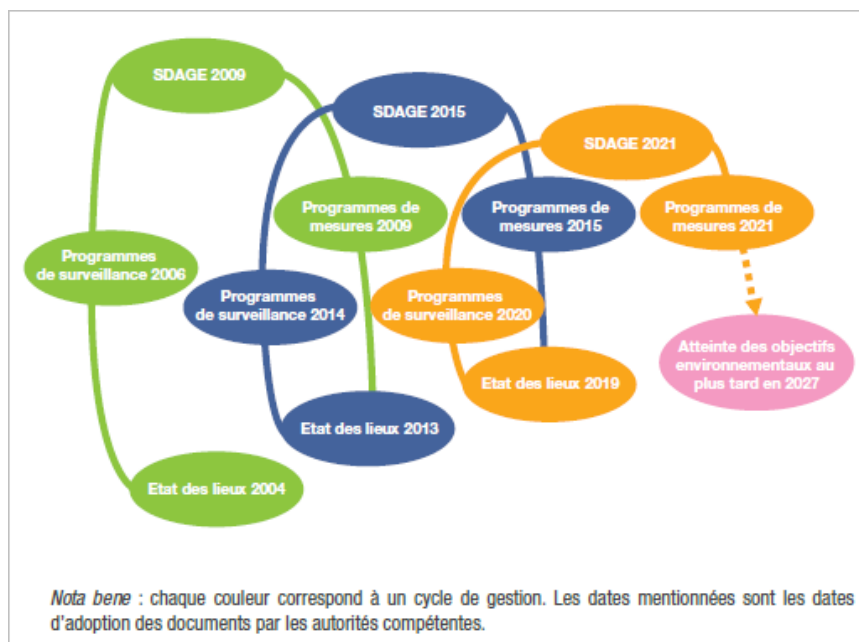 SDAGE 2009
SDAGE 2015
SDAGE 2021
Programmes de
mesures 2009
Programmes de
mesures 2015
Programmes de
mesures 2021
Programmes
de surveillance 2006
Programmes
de surveillance 2014
Programmes
de surveillance 2020
Atteinte des objectifs
environnementaux au
plus tard en 2027
Etat des lieux 2019
Etat des lieux 2013
Etat des lieux 2004
Nota bene : chaque couleur correspond à un cycle de gestion. Les dates mentionnées sont les dates
d'adoption des documents par les autorités compétentes.